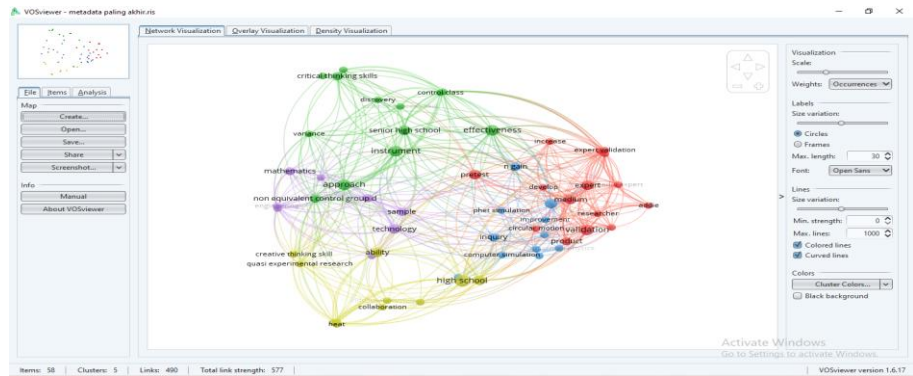 VOSviewer - metadata paling akhir.ris
Network Visualization
Overlay Visualization
Density Visualization
File
Items
Analysis
Map
Create...
Open...
Save...
Share
Screenshot...
Info
Manual
About VOSviewer
critical thinking skills
control class
discovery
variance
senior high school
effectiveness
instrument
increase
expert validation
mathematics
n gain
pretest
approach
develop
expert
non equivalent control group d
medium
ease
sample
phet simulation
researcher
improvement
technology
circular motion
validation
inquiry
product
creative thinking skill
ability
computer simulation
quasi experimental research
high school
collaboration
heat
Visualization
Scale:
Weights: Occurrences
Labels
Size variation:
Circles
Frames
Max. length: 30
Font: Open Sans
Lines
Size variation:
Min. strength: 0
Max. lines: 1000
Colored lines
Curved lines
Colors
Cluster Colors...
Black background
Activate Windows
Go to Settings to activate Windows.
Items: 58
Clusters: 5
Links: 490
Total link strength: 577
VOSviewer version 1.6.17